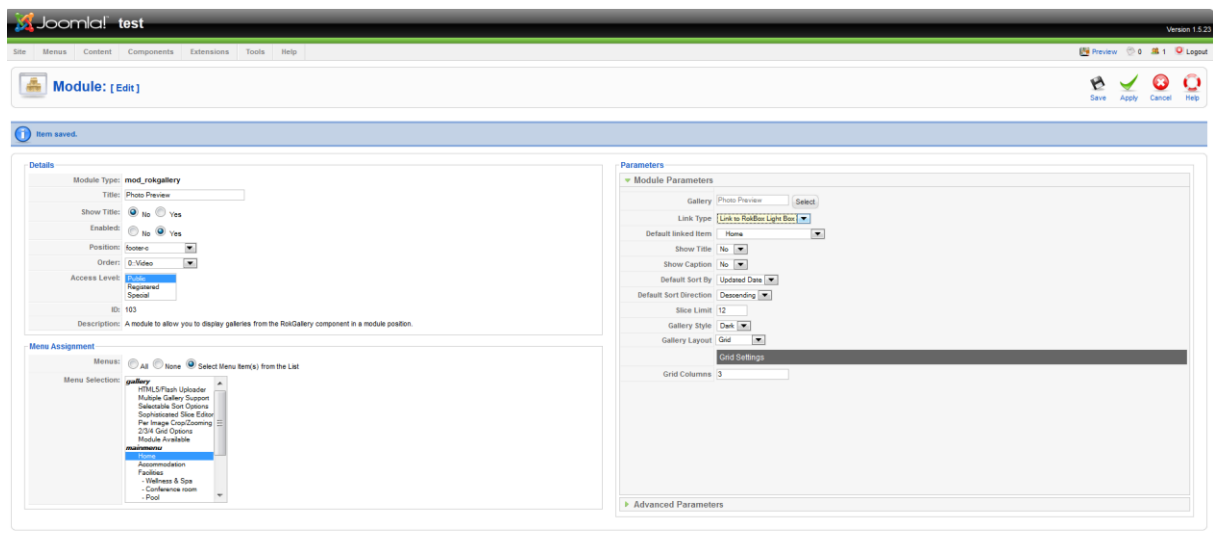 Joomla! test
Version 1.5.23
Site Menus Content Components Extensions Tools Help
Preview 0 1 Logout
Module: [ Edit ]
Save Apply Cancel Help
Item saved.
Details
Module Type: mod_rokgallery
Title: Photo Preview
Show Title: No Yes
Enabled: No Yes
Position: footer-c
Order: 0::Video
Access Level: Public
Registered
Special
ID: 103
Description: A module to allow you to display galleries from the RokGallery component in a module position.
Menu Assignment
Menus: All None Select Menu Item(s) from the List
Menu Selection: gallery
HTML5/Flash Uploader
Multiple Gallery Support
Selectable Sort Options
Sophisticated Slice Editor
Per Image Crop/Zooming
2/3/4 Grid Options
Module Available
mainmenu
Home
Accommodation
Facilities
- Wellness & Spa
- Conference room
- Pool
Parameters
Module Parameters
Gallery Photo Preview Select
Link Type Link to RokBox Light Box
Default linked Item Home
Show Title No
Show Caption No
Default Sort By Updated Date
Default Sort Direction Descending
Slice Limit 12
Gallery Style Dark
Gallery Layout Grid
Grid Settings
Grid Columns 3
Advanced Parameters